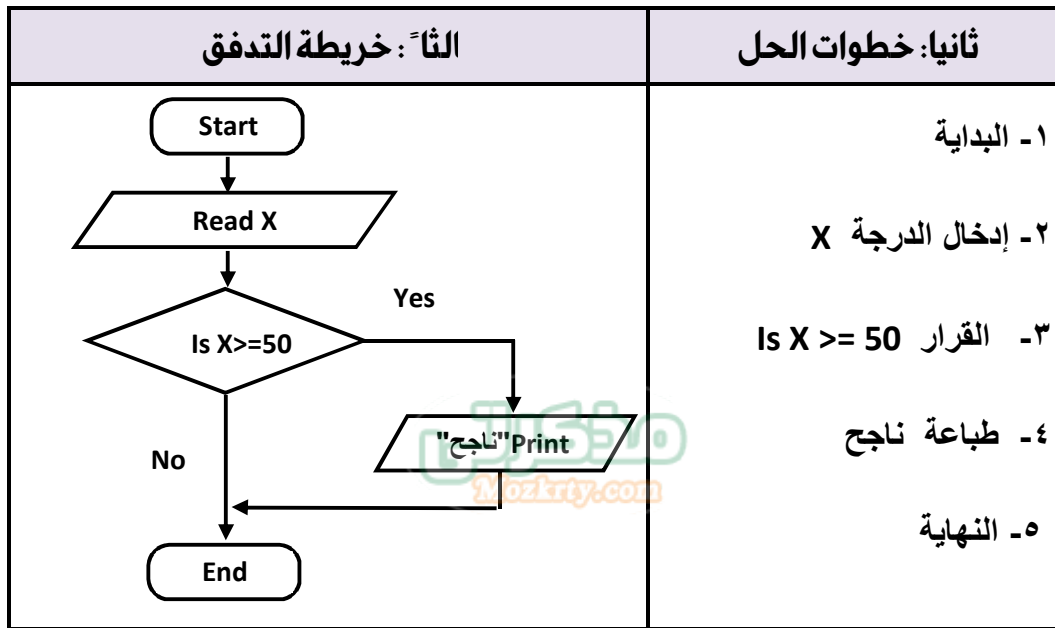 ثانيا: خطوات الحل
١- البداية
٢- إدخال الدرجة X
٣- القرار Is X >= 50
٤- طباعة ناجح
٥- النهاية
الثاً : خريطة التدفق
Start
Read X
Is X>=50
Yes
Print"ناجح"
No
End
مذكرتي
Mozkrty.com